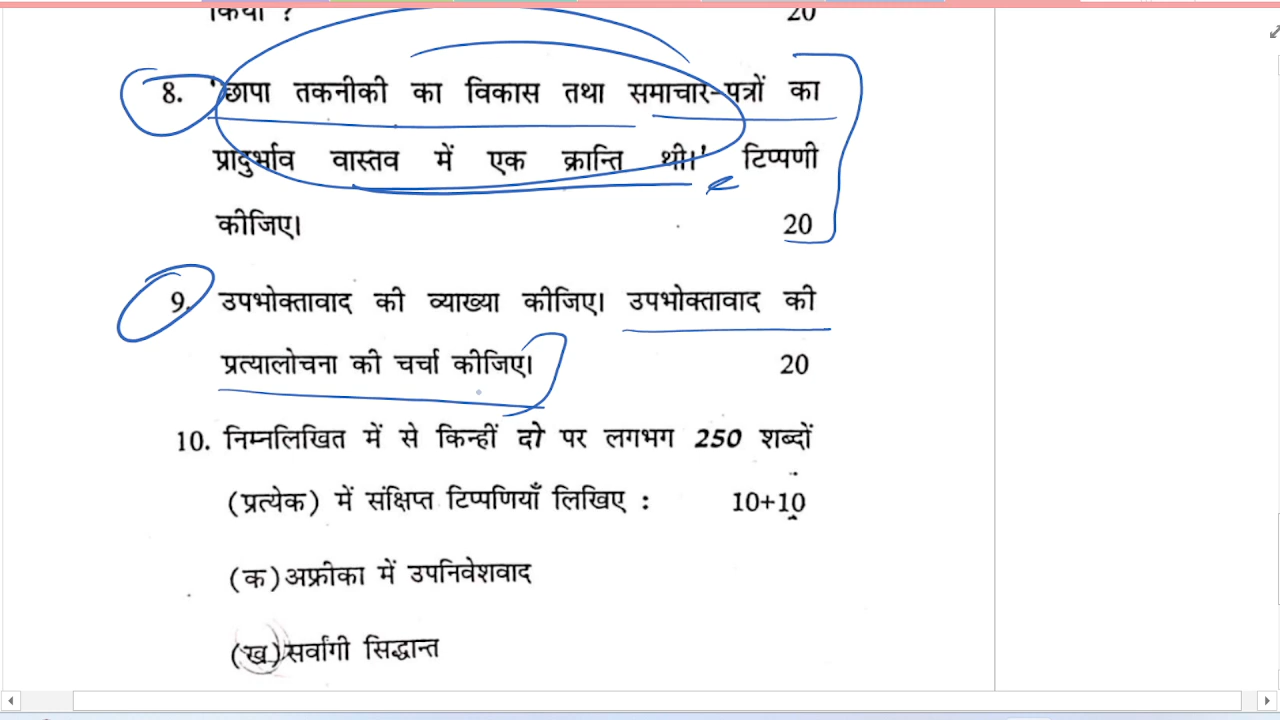 किया ? 20
8. 'छापा तकनीकी का विकास तथा समाचार-पत्रों का
प्रादुर्भाव वास्तव में एक क्रान्ति थी।' टिप्पणी
कीजिए। 20
9. उपभोक्तावाद की व्याख्या कीजिए। उपभोक्तावाद की
प्रत्यालोचना की चर्चा कीजिए। 20
10. निम्नलिखित में से किन्हीं दो पर लगभग 250 शब्दों
(प्रत्येक) में संक्षिप्त टिप्पणियाँ लिखिए : 10+10
(क) अफ्रीका में उपनिवेशवाद
(ख) सर्वांगी सिद्धान्त